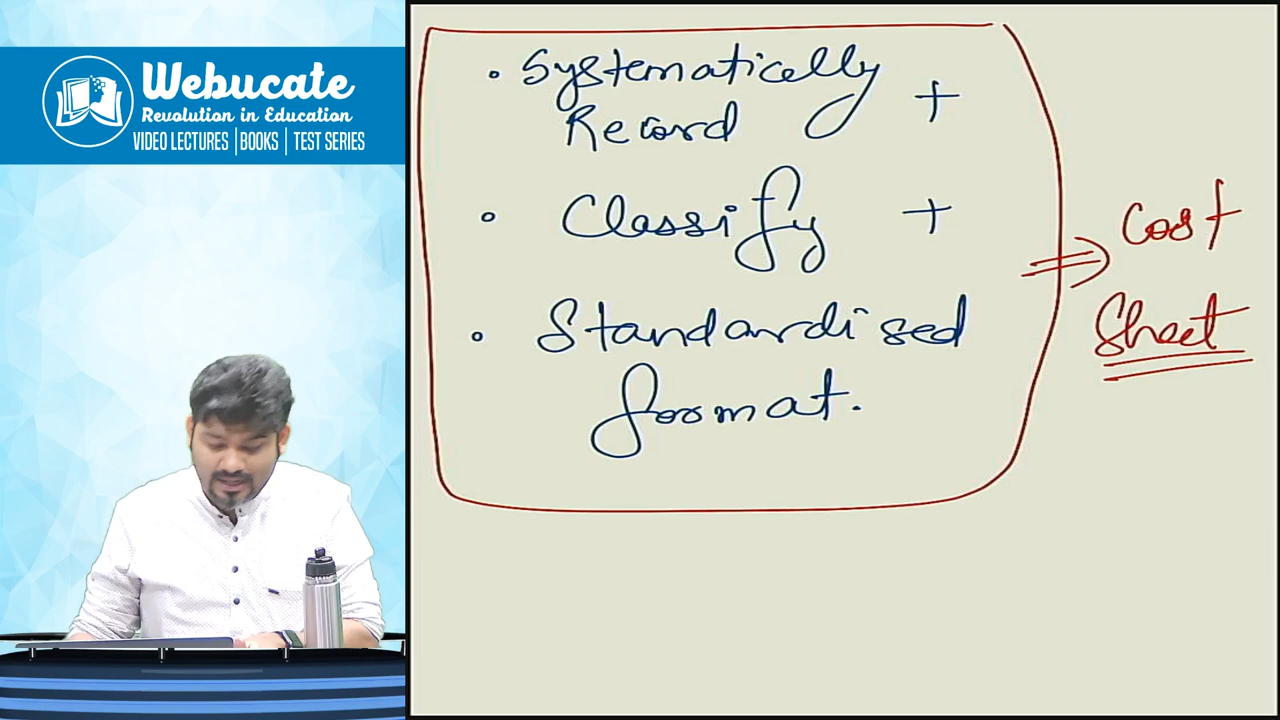 Webucate
Revolution in Education
VIDEO LECTURES | BOOKS | TEST SERIES
• Systematically +
Record
• Classify +
• Standardised
format.
⇒ Cost
Sheet